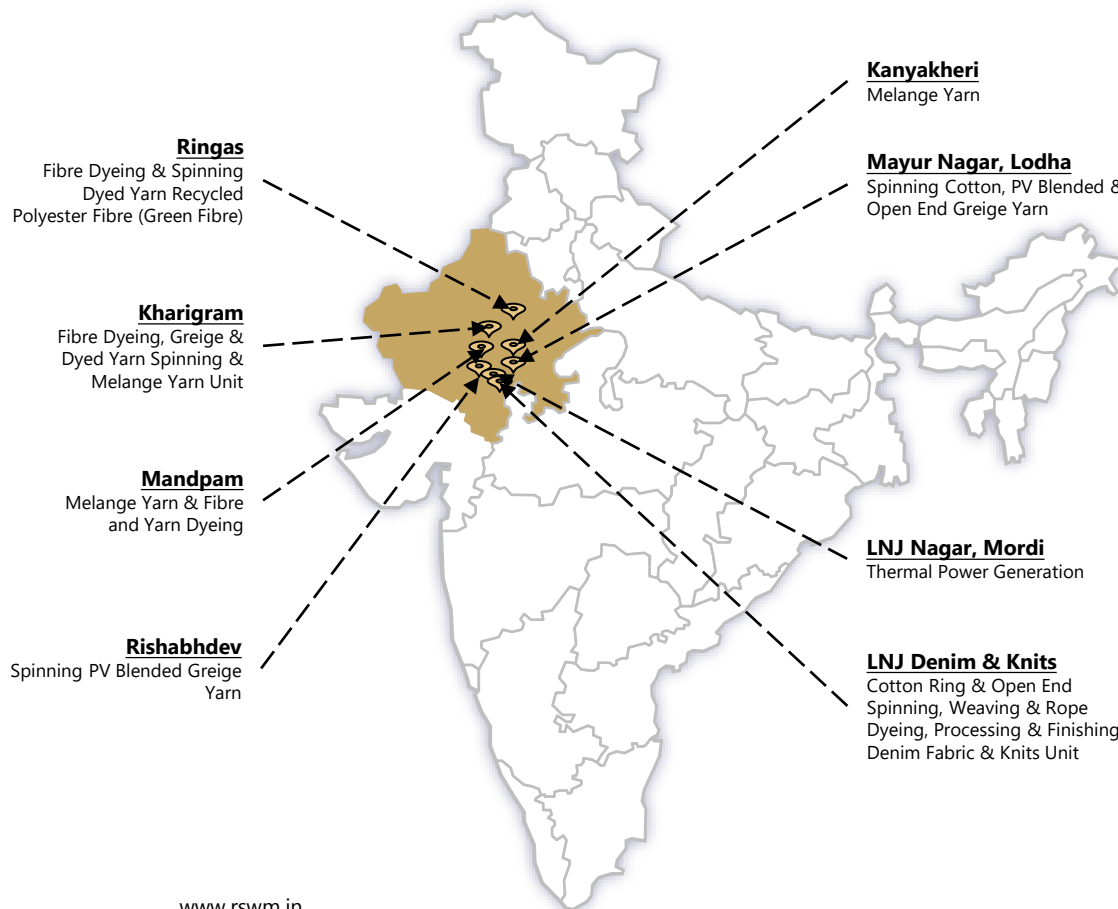 Ringas
Fibre Dyeing & Spinning
Dyed Yarn Recycled
Polyester Fibre (Green Fibre)
Kharigram
Fibre Dyeing, Greige &
Dyed Yarn Spinning &
Melange Yarn Unit
Mandpam
Melange Yarn & Fibre
and Yarn Dyeing
Rishabhdev
Spinning PV Blended Greige
Yarn
Kanyakheri
Melange Yarn
Mayur Nagar, Lodha
Spinning Cotton, PV Blended &
Open End Greige Yarn
LNJ Nagar, Mordi
Thermal Power Generation
LNJ Denim & Knits
Cotton Ring & Open End
Spinning, Weaving & Rope
Dyeing, Processing & Finishing
Denim Fabric & Knits Unit
www.rswm.in